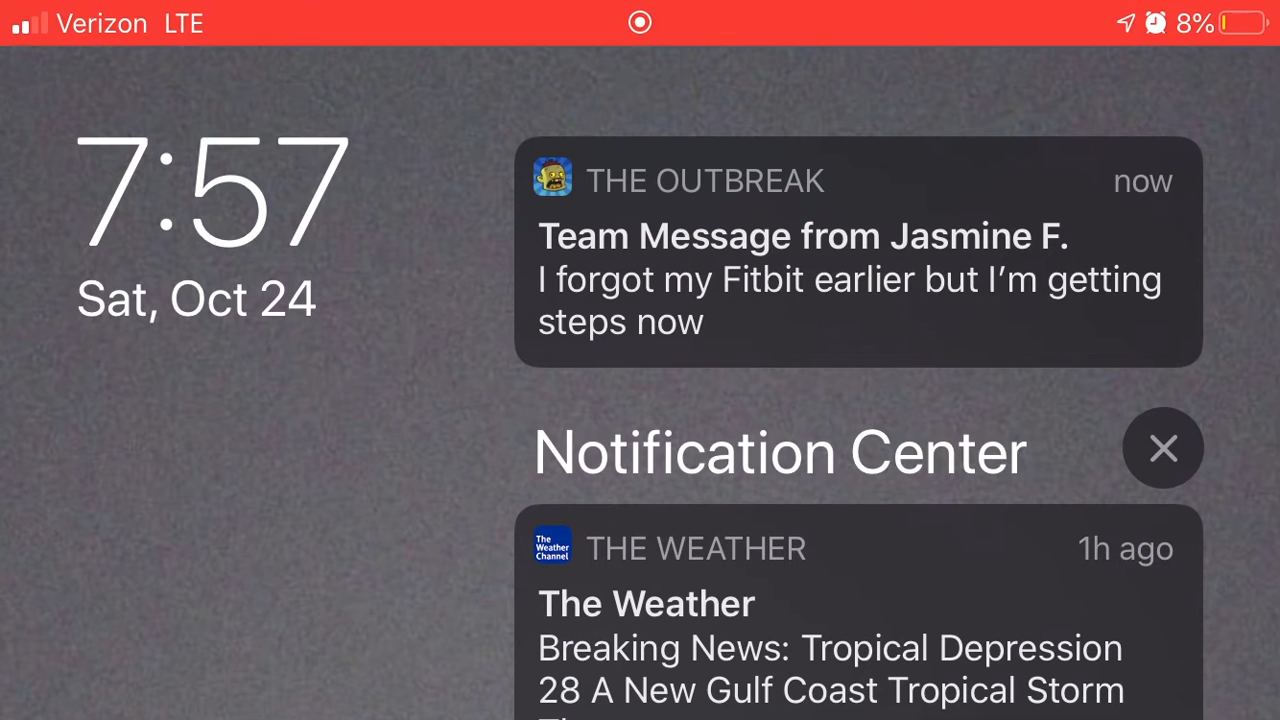 Verizon LTE
8%
7:57
Sat, Oct 24
THE OUTBREAK now
Team Message from Jasmine F.
I forgot my Fitbit earlier but I’m getting
steps now
Notification Center
The
Weather
Channel
THE WEATHER 1h ago
The Weather
Breaking News: Tropical Depression
28 A New Gulf Coast Tropical Storm